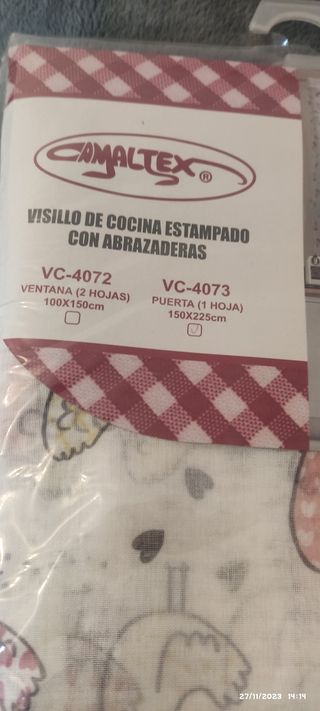 CAMALTEX ®
VISILLO DE COCINA ESTAMPADO
CON ABRAZADERAS
VC-4072
VENTANA (2 HOJAS)
100X150cm
VC-4073
PUERTA (1 HOJA)
150X225cm
27/11/2023 14:14